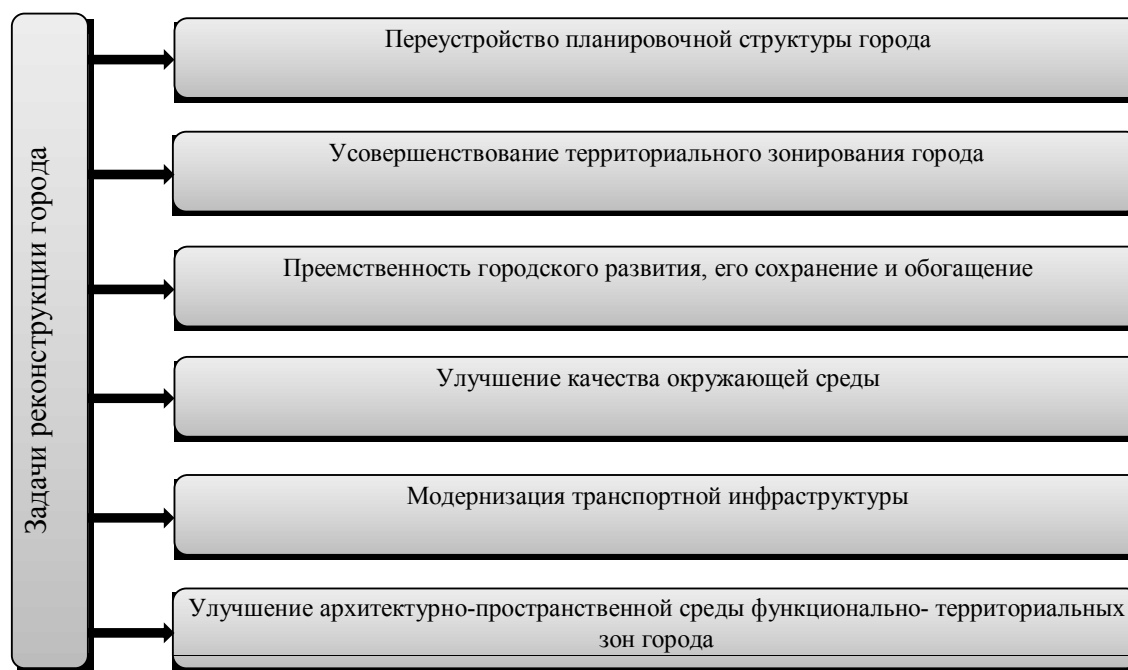 Задачи реконструкции города
Переустройство планировочной структуры города
Усовершенствование территориального зонирования города
Преемственность городского развития, его сохранение и обогащение
Улучшение качества окружающей среды
Модернизация транспортной инфраструктуры
Улучшение архитектурно-пространственной среды функционально- территориальных
зон города